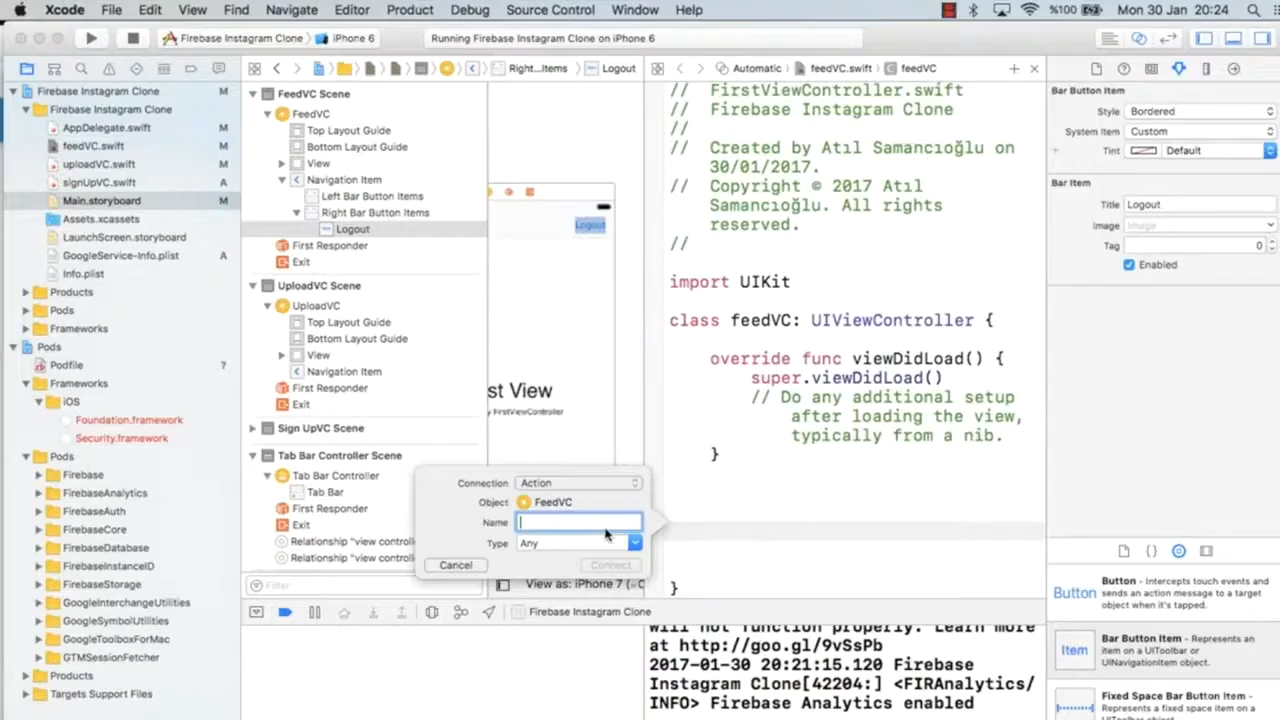 Xcode File Edit View Find Navigate Editor Product Debug Source Control Window Help %100 Mon 30 Jan 20:24
Firebase Instagram Clone iPhone 6 Running Firebase Instagram Clone on iPhone 6
Right...Items Logout Automatic feedVC.swift feedVC
Firebase Instagram Clone M
Firebase Instagram Clone
AppDelegate.swift M
feedVC.swift M
uploadVC.swift M
signUpVC.swift A
Main.storyboard M
Assets.xcassets
LaunchScreen.storyboard
GoogleService-Info.plist A
Info.plist
Products
Pods
Frameworks
Pods
Podfile ?
Frameworks
iOS
Foundation.framework
Security.framework
Pods
Firebase
FirebaseAnalytics
FirebaseAuth
FirebaseCore
FirebaseDatabase
FirebaseInstanceID
FirebaseStorage
GoogleInterchangeUtilities
GoogleSymbolUtilities
GoogleToolboxForMac
GTMSessionFetcher
Products
Targets Support Files
FeedVC Scene
FeedVC
Top Layout Guide
Bottom Layout Guide
View
Navigation Item
Left Bar Button Items
Right Bar Button Items
Logout
First Responder
Exit
UploadVC Scene
UploadVC
Top Layout Guide
Bottom Layout Guide
View
Navigation Item
First Responder
Exit
Sign UpVC Scene
Tab Bar Controller Scene
Tab Bar Controller
Tab Bar
First Responder
Exit
Relationship "view controll
Relationship "view controll
Filter
Logout
st View
y FirstViewController
Connection Action
Object FeedVC
Name
Type Any
Cancel Connect
View as: iPhone 7 (
Firebase Instagram Clone
// FirstViewController.swift
// Firebase Instagram Clone
//
// Created by Atıl Samancıoğlu on
30/01/2017.
// Copyright © 2017 Atıl
Samancıoğlu. All rights
reserved.
//
import UIKit
class feedVC: UIViewController {
override func viewDidLoad() {
super.viewDidLoad()
// Do any additional setup
after loading the view,
typically from a nib.
}
}
will not function properly. Learn more
at http://goo.gl/9vSsPb
2017-01-30 20:21:15.120 Firebase
Instagram Clone[42204:] <FIRAnalytics/
INFO> Firebase Analytics enabled
Bar Button Item
Style Bordered
System Item Custom
Tint Default
Bar Item
Title Logout
Image Image
Tag 0
Enabled
Button
Button - Intercepts touch events and
sends an action message to a target
object when it's tapped.
Item
Bar Button Item - Represents an
item on a UIToolbar or
UINavigationItem object.
Fixed Space Bar Button Item -
Represents a fixed space item on a